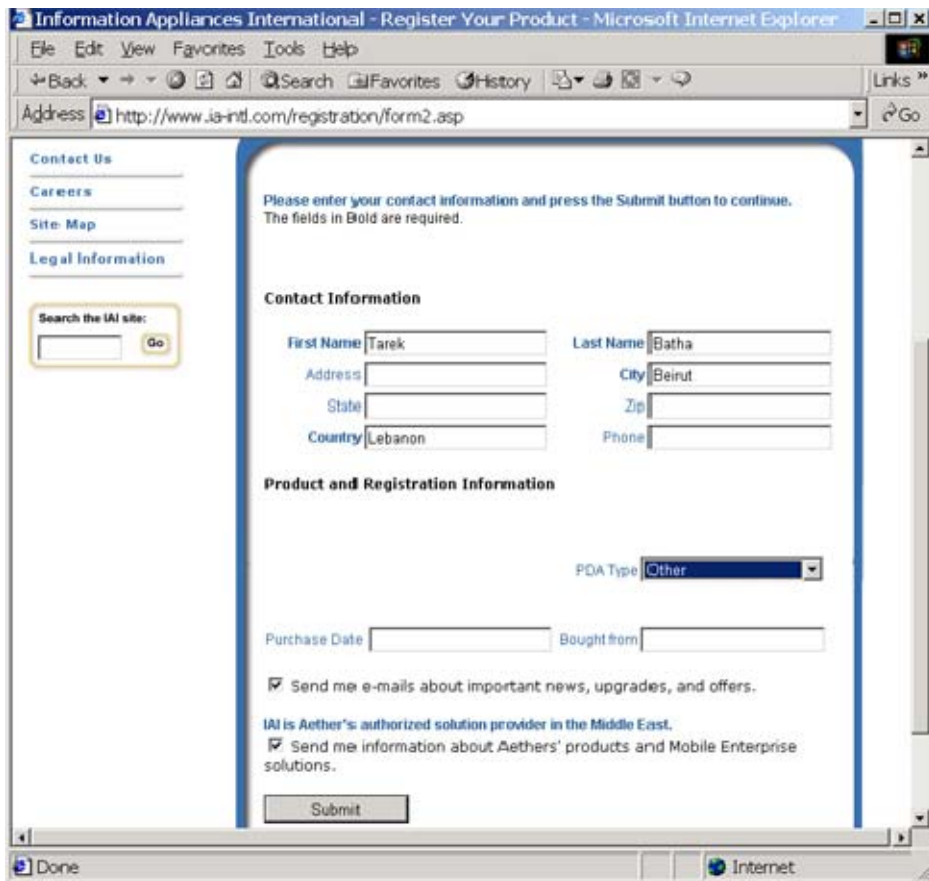 Information Appliances International - Register Your Product - Microsoft Internet Explorer
File Edit View Favorites Tools Help
Back Search Favorites History Links »
Address http://www.ia-intl.com/registration/form2.asp Go
Contact Us
Careers
Site Map
Legal Information
Search the IAI site:
Go
Please enter your contact information and press the Submit button to continue.
The fields in Bold are required.
Contact Information
First Name Tarek Last Name Batha
Address City Beirut
State Zip
Country Lebanon Phone
Product and Registration Information
PDA Type Other
Purchase Date Bought from
Send me e-mails about important news, upgrades, and offers.
IAI is Aether's authorized solution provider in the Middle East.
Send me information about Aethers' products and Mobile Enterprise
solutions.
Submit
Done Internet